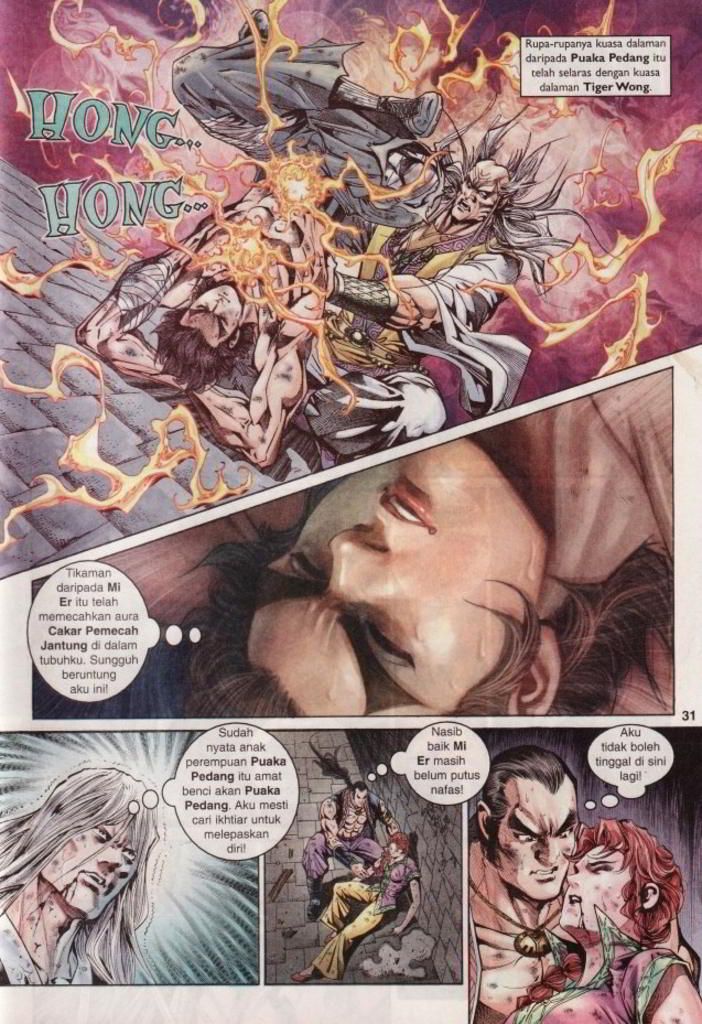 Rupa-rupanya kuasa dalaman
daripada Puaka Pedang itu
telah selaras dengan kuasa
dalaman Tiger Wong.
HONG...
HONG...
Tikaman
daripada Mi
Er itu telah
memecahkan aura
Cakar Pemecah
Jantung di dalam
tubuhku. Sungguh
beruntung
aku ini!
31
Sudah
nyata anak
perempuan Puaka
Pedang itu amat
benci akan Puaka
Pedang. Aku mesti
cari ikhtiar untuk
melepaskan
diri!
Nasib
baik Mi
Er masih
belum putus
nafas!
Aku
tidak boleh
tinggal di sini
lagi!